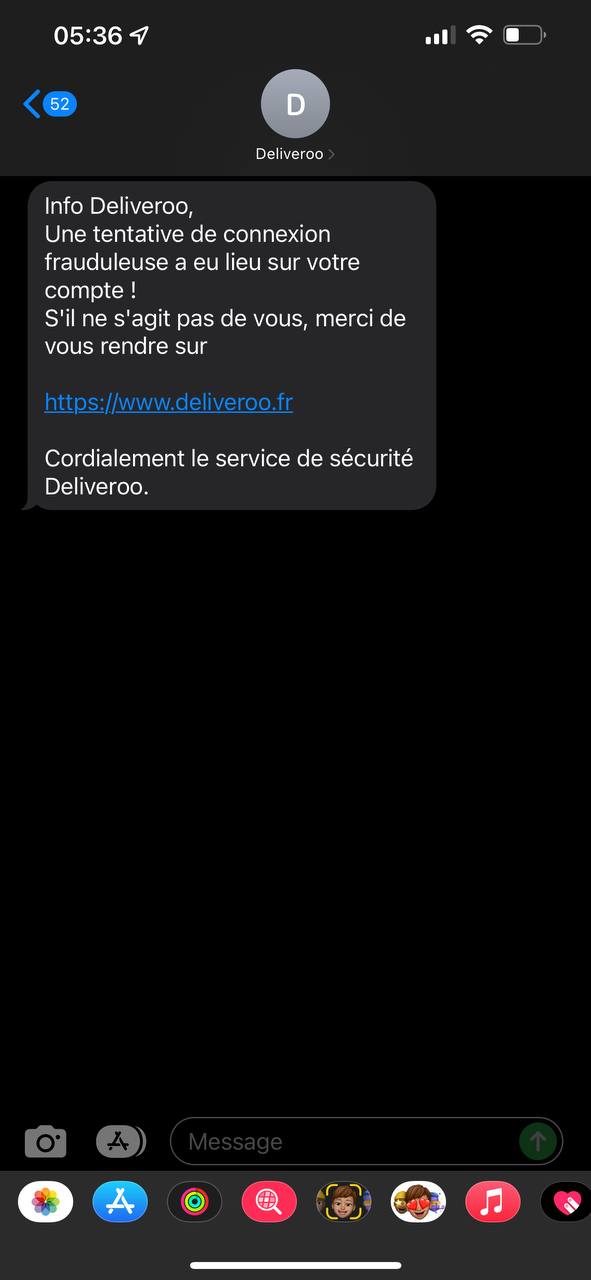 05:36
52
D
Deliveroo
Info Deliveroo,
Une tentative de connexion
frauduleuse a eu lieu sur votre
compte !
S'il ne s'agit pas de vous, merci de
vous rendre sur
https://www.deliveroo.fr
Cordialement le service de sécurité
Deliveroo.
Message